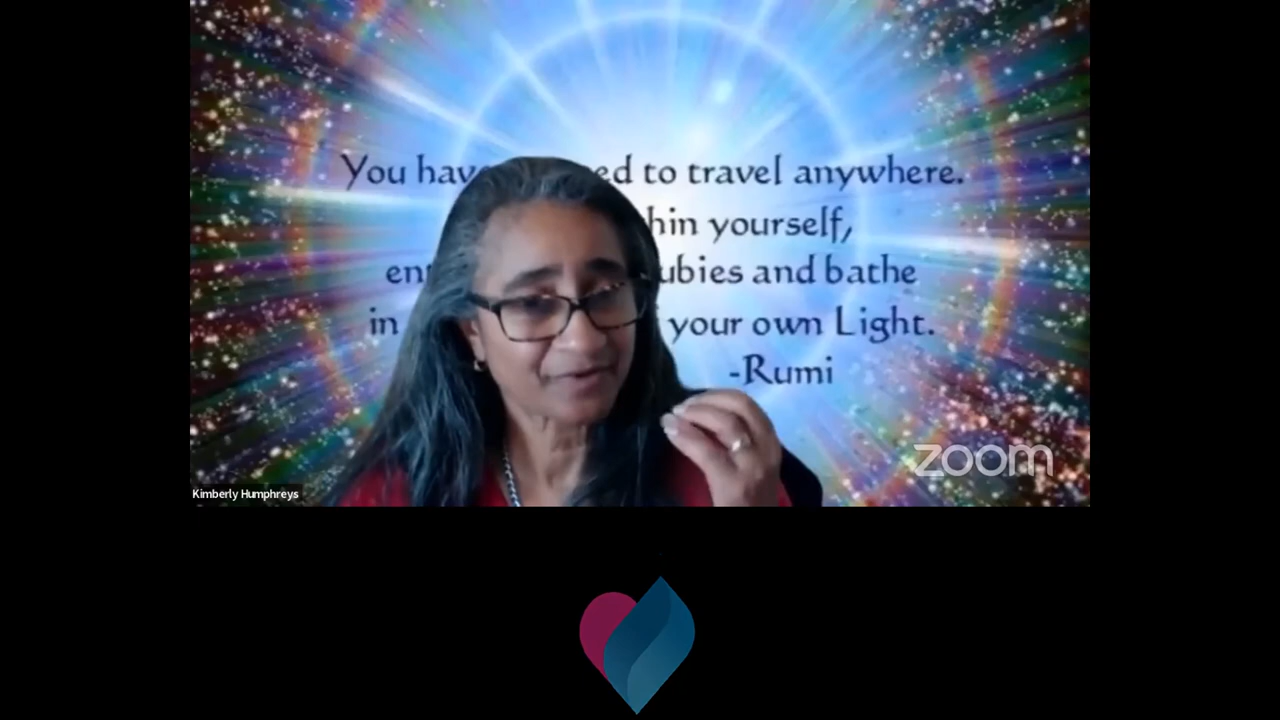 You hav ed to travel anywhere.
hin yourself,
en ubies and bathe
in your own Light.
-Rumi
zoom
Kimberly Humphreys